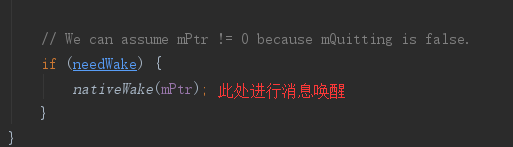 // We can assume mPtr != 0 because mQuitting is false.
if (needWake) {
nativeWake(mPtr); 此处进行消息唤醒
}
}